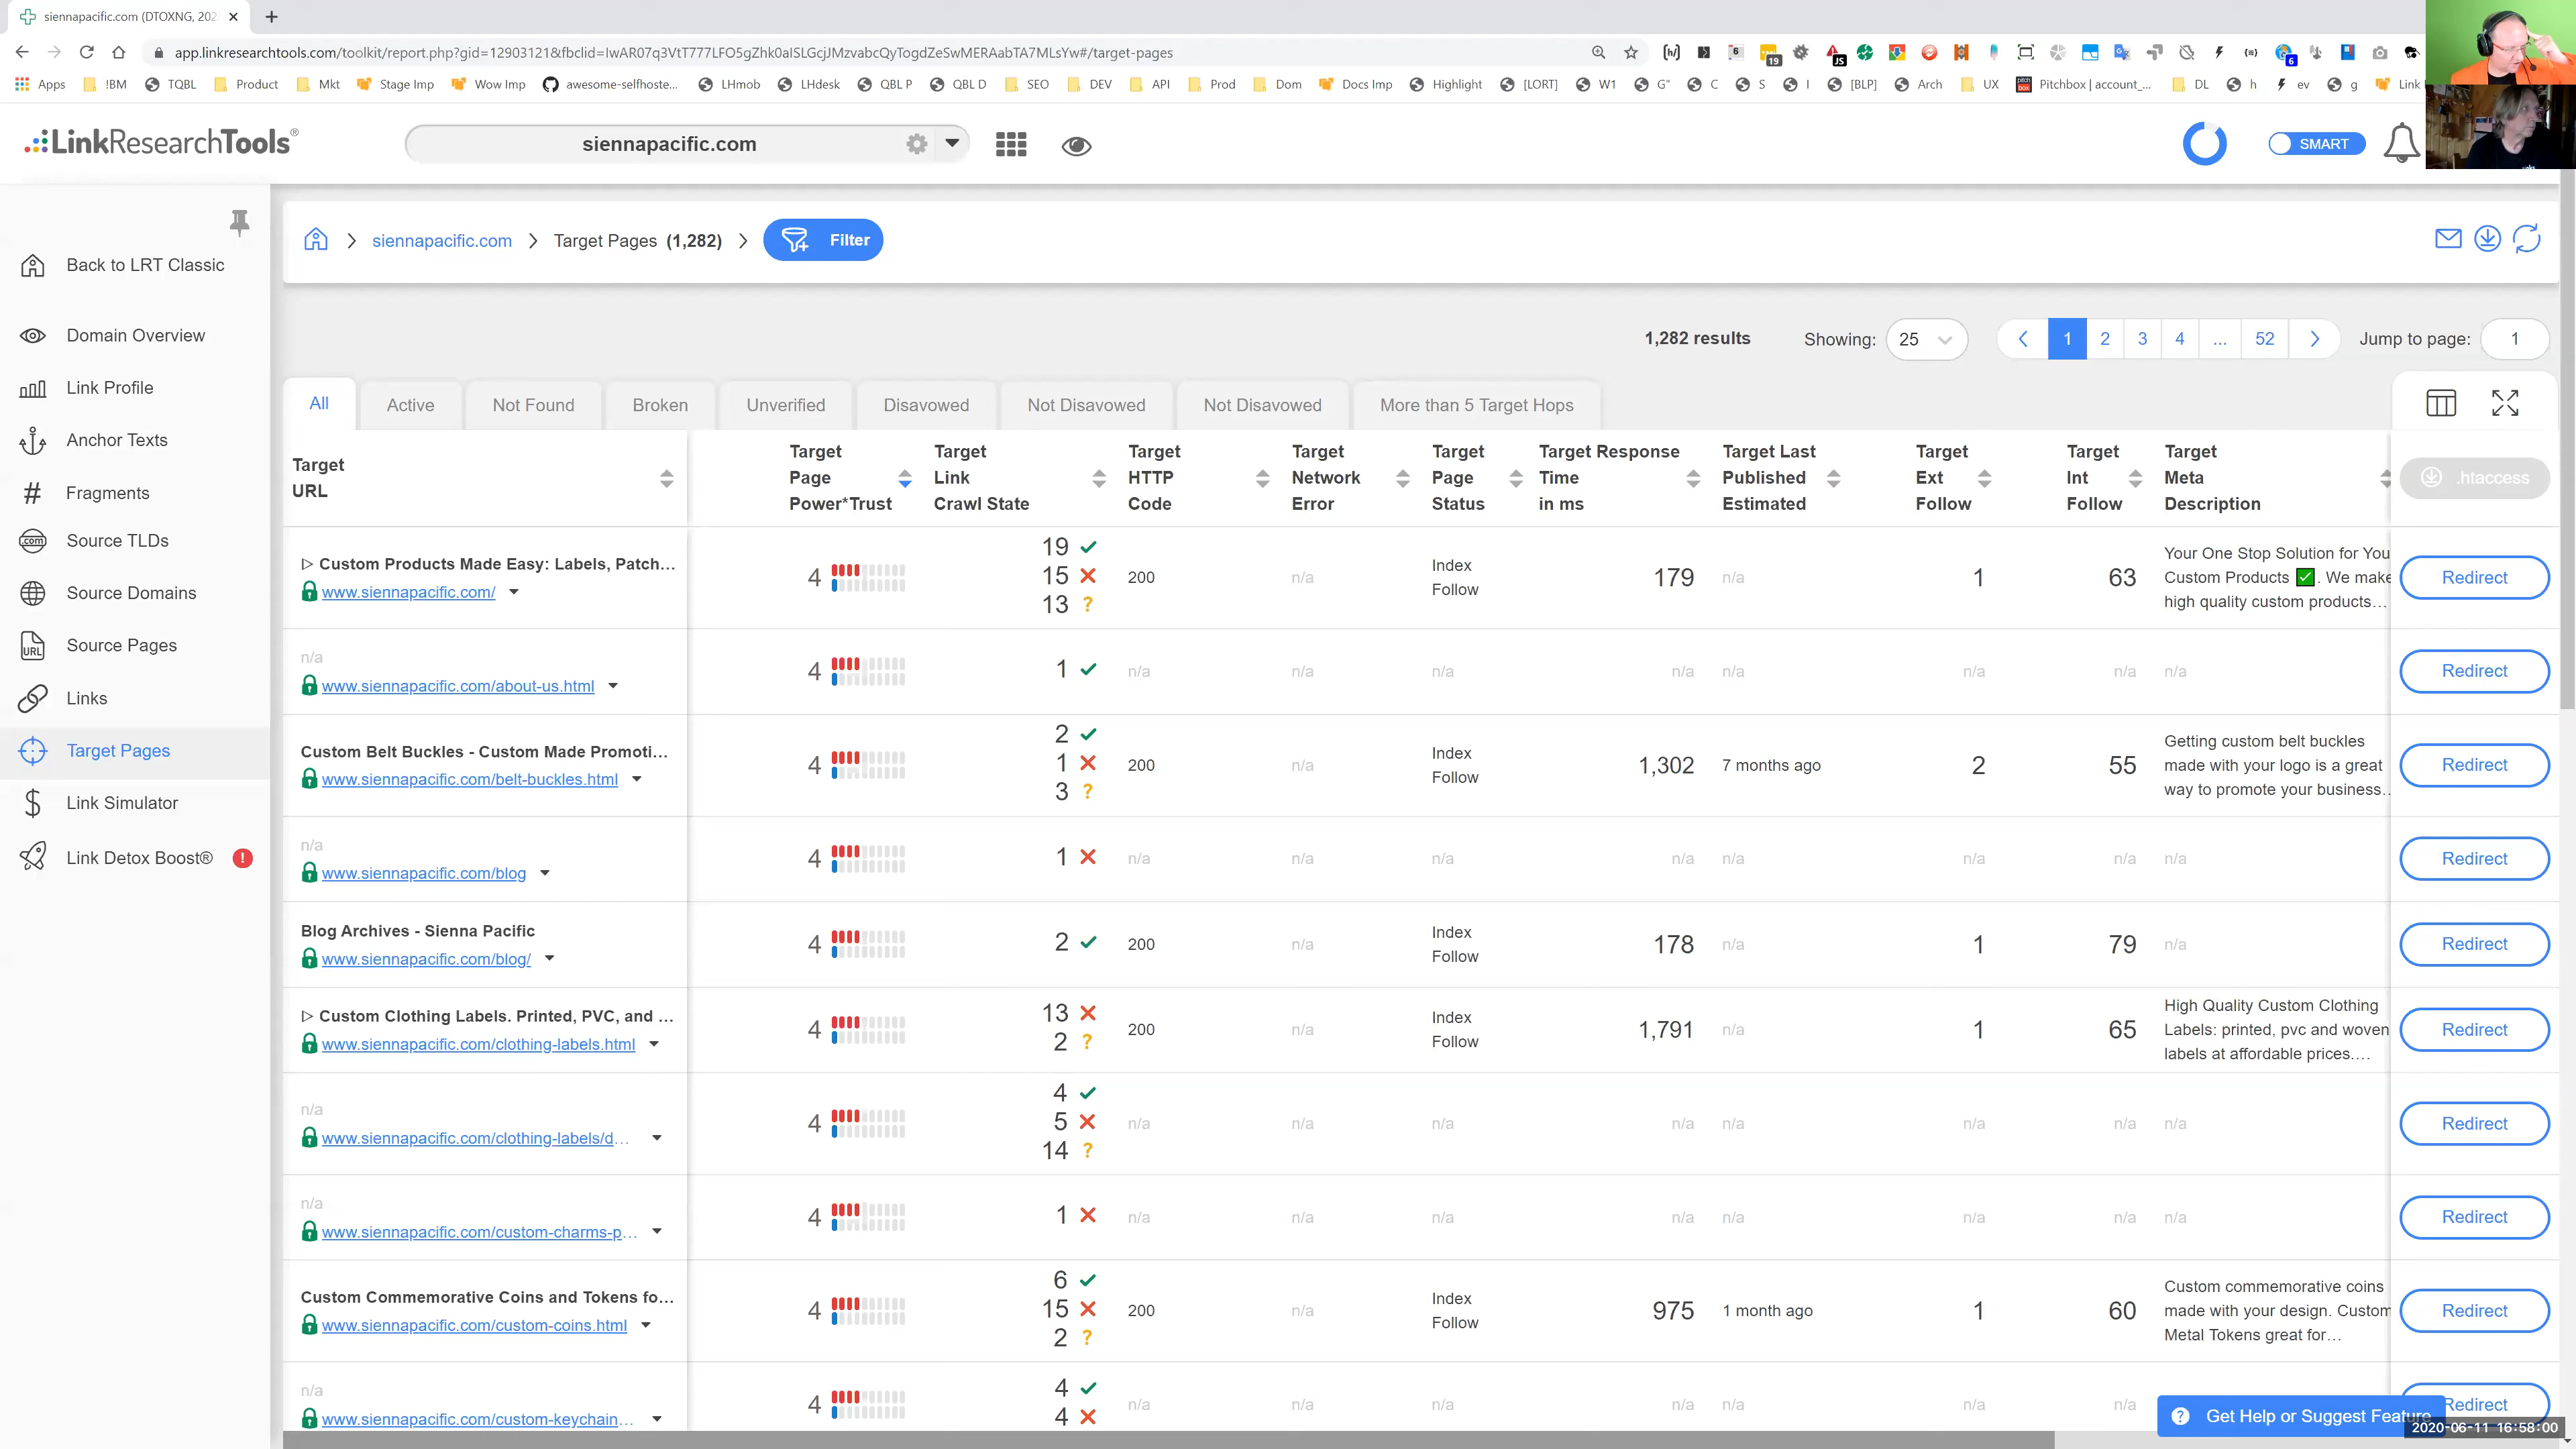 siennapacific.com (DTOXNG, 202
app.linkresearchtools.com/toolkit/report.php?gid=12903121&fbclid=IwAR07q3VtT777LFO5gZhk0aISLGcjJMzvabcQyTogdZeSwMERAabTA7MLsYw#/target-pages
Apps !BM TQBL Product Mkt Stage Imp Wow Imp awesome-selfhoste... LHmob LHdesk QBL P QBL D SEO DEV API Prod Dom Docs Imp Highlight [LORT] W1 G" C S I [BLP] Arch UX Pitchbox | account_... DL h ev g Link
LinkResearchTools®
siennapacific.com
SMART
siennapacific.com
Target Pages (1,282)
Filter
Back to LRT Classic
Domain Overview
Link Profile
Anchor Texts
Fragments
Source TLDs
Source Domains
Source Pages
Links
Target Pages
Link Simulator
Link Detox Boost® !
1,282 results Showing: 25 1 2 3 4 ... 52 Jump to page: 1
All Active Not Found Broken Unverified Disavowed Not Disavowed Not Disavowed More than 5 Target Hops
Target URL
Target Page Power*Trust
Target Link Crawl State
Target HTTP Code
Target Network Error
Target Page Status
Target Response Time in ms
Target Last Published Estimated
Target Ext Follow
Target Int Follow
Target Meta Description
.htaccess
▷ Custom Products Made Easy: Labels, Patch...
www.siennapacific.com/
4
19
15
13 ?
200
n/a
Index
Follow
179
n/a
1
63
Your One Stop Solution for You
Custom Products ✅. We make
high quality custom products...
Redirect
n/a
www.siennapacific.com/about-us.html
4
1
n/a n/a n/a n/a n/a n/a n/a n/a
Redirect
Custom Belt Buckles - Custom Made Promoti...
www.siennapacific.com/belt-buckles.html
4
2
1
3 ?
200
n/a
Index
Follow
1,302
7 months ago
2
55
Getting custom belt buckles
made with your logo is a great
way to promote your business...
Redirect
n/a
www.siennapacific.com/blog
4
1
n/a n/a n/a n/a n/a n/a n/a n/a
Redirect
Blog Archives - Sienna Pacific
www.siennapacific.com/blog/
4
2
200
n/a
Index
Follow
178
n/a
1
79
n/a
Redirect
▷ Custom Clothing Labels. Printed, PVC, and ...
www.siennapacific.com/clothing-labels.html
4
13
2 ?
200
n/a
Index
Follow
1,791
n/a
1
65
High Quality Custom Clothing
Labels: printed, pvc and woven
labels at affordable prices....
Redirect
n/a
www.siennapacific.com/clothing-labels/d...
4
4
5
14 ?
n/a n/a n/a n/a n/a n/a n/a n/a
Redirect
n/a
www.siennapacific.com/custom-charms-p...
4
1
n/a n/a n/a n/a n/a n/a n/a n/a
Redirect
Custom Commemorative Coins and Tokens fo...
www.siennapacific.com/custom-coins.html
4
6
15
2 ?
200
n/a
Index
Follow
975
1 month ago
1
60
Custom commemorative coins
made with your design. Custom
Metal Tokens great for...
Redirect
n/a
www.siennapacific.com/custom-keychain...
4
4
4
n/a n/a n/a n/a n/a n/a n/a n/a
Redirect
Get Help or Suggest Feature
2020-06-11 16:58:00